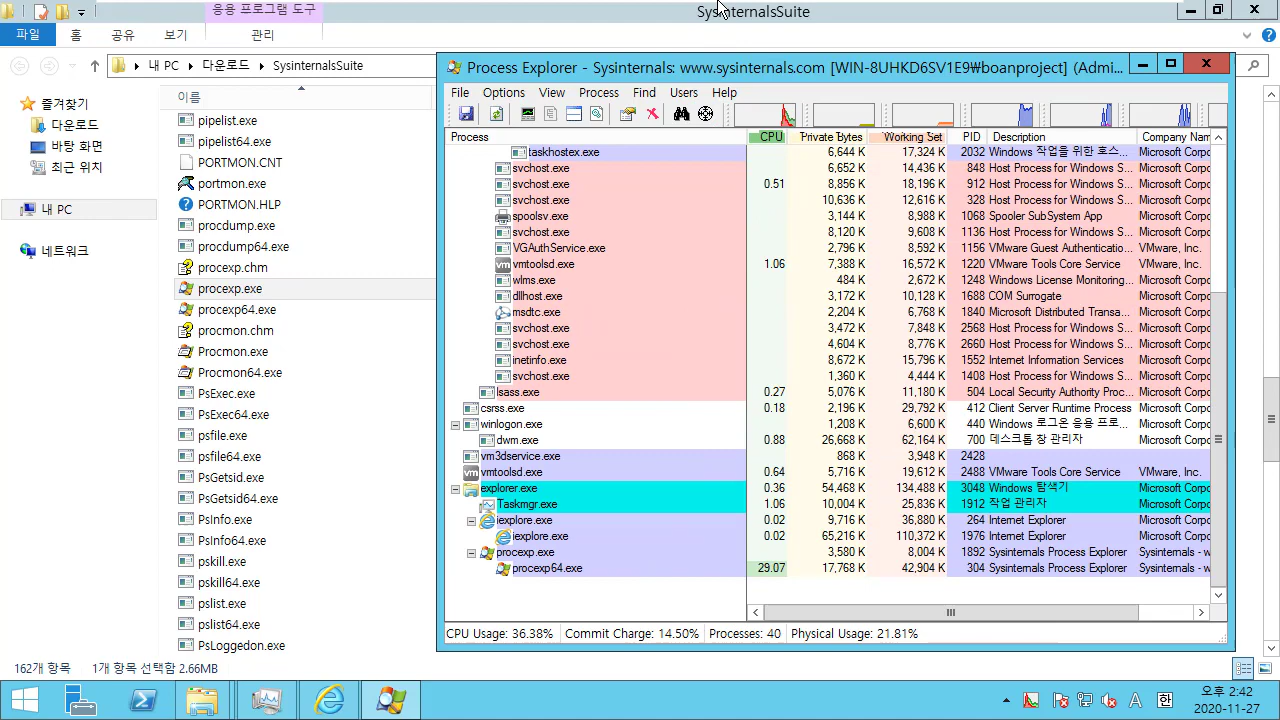 응용 프로그램 도구
SysinternalsSuite
파일
홈
공유
보기
관리
내 PC
다운로드
SysinternalsSuite
즐겨찾기
다운로드
바탕 화면
최근 위치
내 PC
네트워크
이름
pipelist.exe
pipelist64.exe
PORTMON.CNT
portmon.exe
PORTMON.HLP
procdump.exe
procdump64.exe
procexp.chm
procexp.exe
procexp64.exe
procmon.chm
Procmon.exe
Procmon64.exe
PsExec.exe
PsExec64.exe
psfile.exe
psfile64.exe
PsGetsid.exe
PsGetsid64.exe
PsInfo.exe
PsInfo64.exe
pskill.exe
pskill64.exe
pslist.exe
pslist64.exe
PsLoggedon.exe
162개 항목 1개 항목 선택함 2.66MB
Process Explorer - Sysinternals: www.sysinternals.com [WIN-8UHKD6SV1E9₩boanproject] (Admi...
File Options View Process Find Users Help
Process CPU Private Bytes Working Set PID Description Company Nam
taskhostex.exe 6,644 K 17,324 K 2032 Windows 작업을 위한 호스... Microsoft Corpo
svchost.exe 6,652 K 14,436 K 848 Host Process for Windows S... Microsoft Corpo
svchost.exe 0.51 8,856 K 18,196 K 912 Host Process for Windows S... Microsoft Corpo
svchost.exe 10,636 K 12,616 K 328 Host Process for Windows S... Microsoft Corpo
spoolsv.exe 3,144 K 8,988 K 1068 Spooler SubSystem App Microsoft Corpo
svchost.exe 8,120 K 9,608 K 1136 Host Process for Windows S... Microsoft Corpo
VGAuthService.exe 2,796 K 8,592 K 1156 VMware Guest Authenticatio... VMware, Inc.
vmtoolsd.exe 1.06 7,388 K 16,572 K 1220 VMware Tools Core Service VMware, Inc.
wlms.exe 484 K 2,672 K 1248 Windows License Monitoring... Microsoft Corpo
dllhost.exe 3,172 K 10,128 K 1688 COM Surrogate Microsoft Corpo
msdtc.exe 2,204 K 6,768 K 1840 Microsoft Distributed Transa... Microsoft Corpo
svchost.exe 3,472 K 7,848 K 2568 Host Process for Windows S... Microsoft Corpo
svchost.exe 4,604 K 8,776 K 2660 Host Process for Windows S... Microsoft Corpo
inetinfo.exe 8,672 K 15,796 K 1552 Internet Information Services Microsoft Corpo
svchost.exe 1,360 K 4,444 K 1408 Host Process for Windows S... Microsoft Corpo
lsass.exe 0.27 5,076 K 11,180 K 504 Local Security Authority Proc... Microsoft Corpo
csrss.exe 0.18 2,196 K 29,792 K 412 Client Server Runtime Process Microsoft Corpo
winlogon.exe 1,208 K 6,600 K 440 Windows 로그온 응용 프로... Microsoft Corpo
dwm.exe 0.88 26,668 K 62,164 K 700 데스크톱 창 관리자 Microsoft Corpo
vm3dservice.exe 868 K 3,948 K 2428
vmtoolsd.exe 0.64 5,716 K 19,612 K 2488 VMware Tools Core Service VMware, Inc.
explorer.exe 0.36 54,468 K 134,488 K 3048 Windows 탐색기 Microsoft Corpo
Taskmgr.exe 1.06 10,004 K 25,836 K 1912 작업 관리자 Microsoft Corpo
iexplore.exe 0.02 9,716 K 36,880 K 264 Internet Explorer Microsoft Corpo
iexplore.exe 0.02 65,216 K 110,372 K 1976 Internet Explorer Microsoft Corpo
procexp.exe 3,580 K 8,004 K 1892 Sysinternals Process Explorer Sysinternals - w
procexp64.exe 29.07 17,768 K 42,904 K 304 Sysinternals Process Explorer Sysinternals - w
CPU Usage: 36.38% Commit Charge: 14.50% Processes: 40 Physical Usage: 21.81%
A 한
오후 2:42
2020-11-27